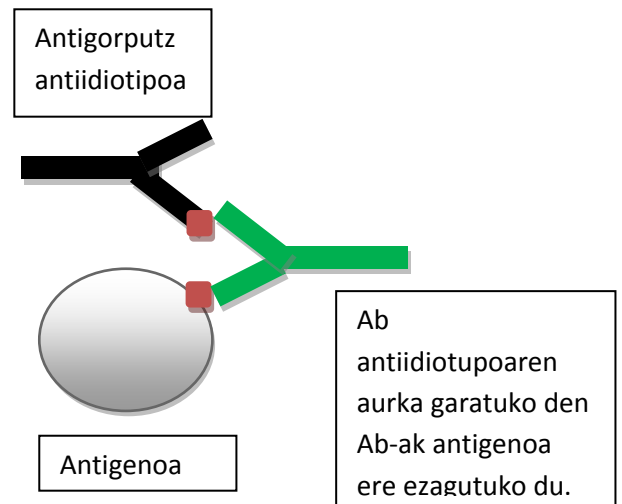 Antigorputz
antiidiotipoa
Ab
antiidiotupoaren
aurka garatuko den
Ab-ak antigenoa
ere ezagutuko du.
Antigenoa